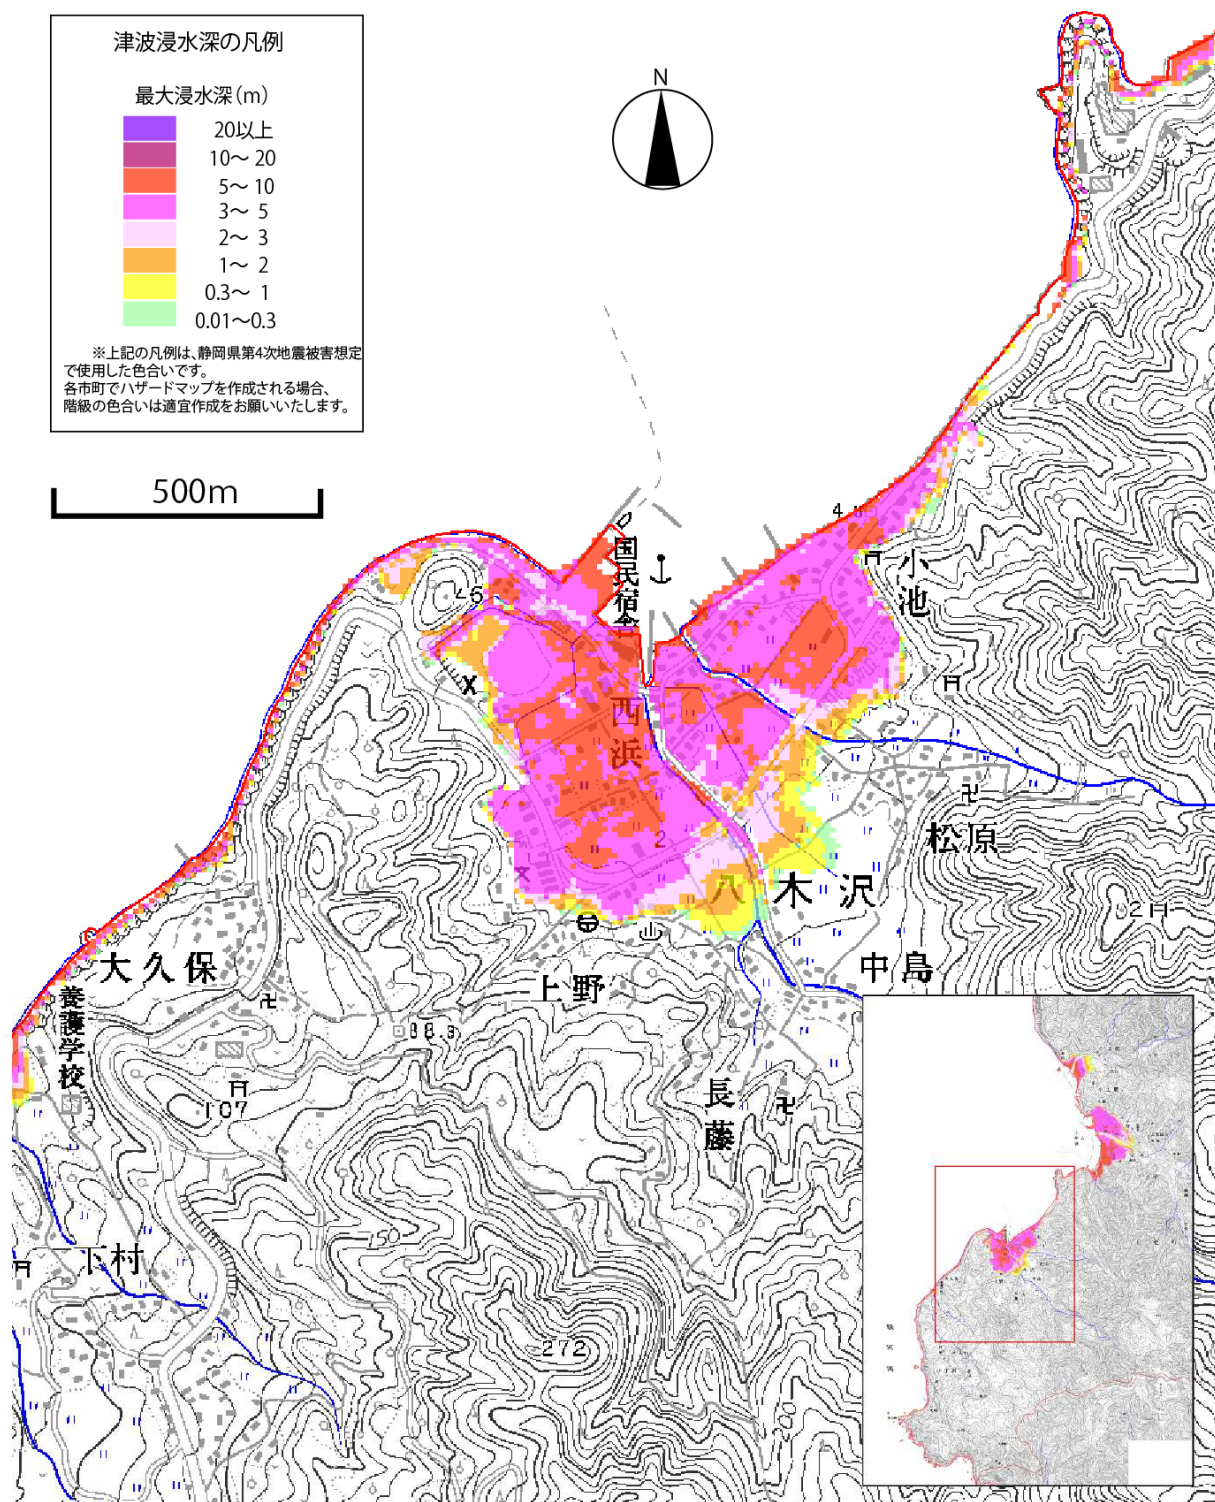 津波浸水深の凡例
最大浸水深(m)
20以上
10～ 20
5～ 10
3～ 5
2～ 3
1～ 2
0.3～ 1
0.01～0.3
※上記の凡例は、静岡県第4次地震被害想定
で使用した色合いです。
各市町でハザードマップを作成される場合、
階級の色合いは適宜作成をお願いいたします。
N
500m
国民宿舎
小池
西浜
2
松原
八木沢
大久保
上野
中島
養護学校
107
長藤
150
下村
272